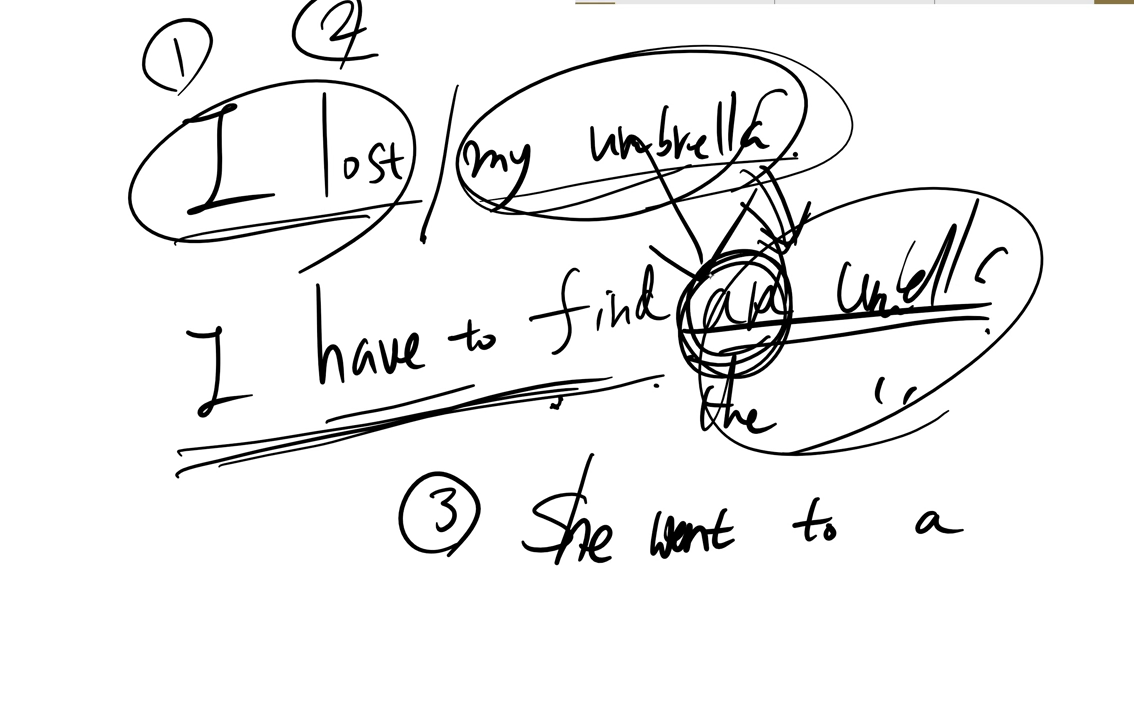 ① ②
I lost / my umbrella.
I have to find an umbrella.
the "
③ She went to a